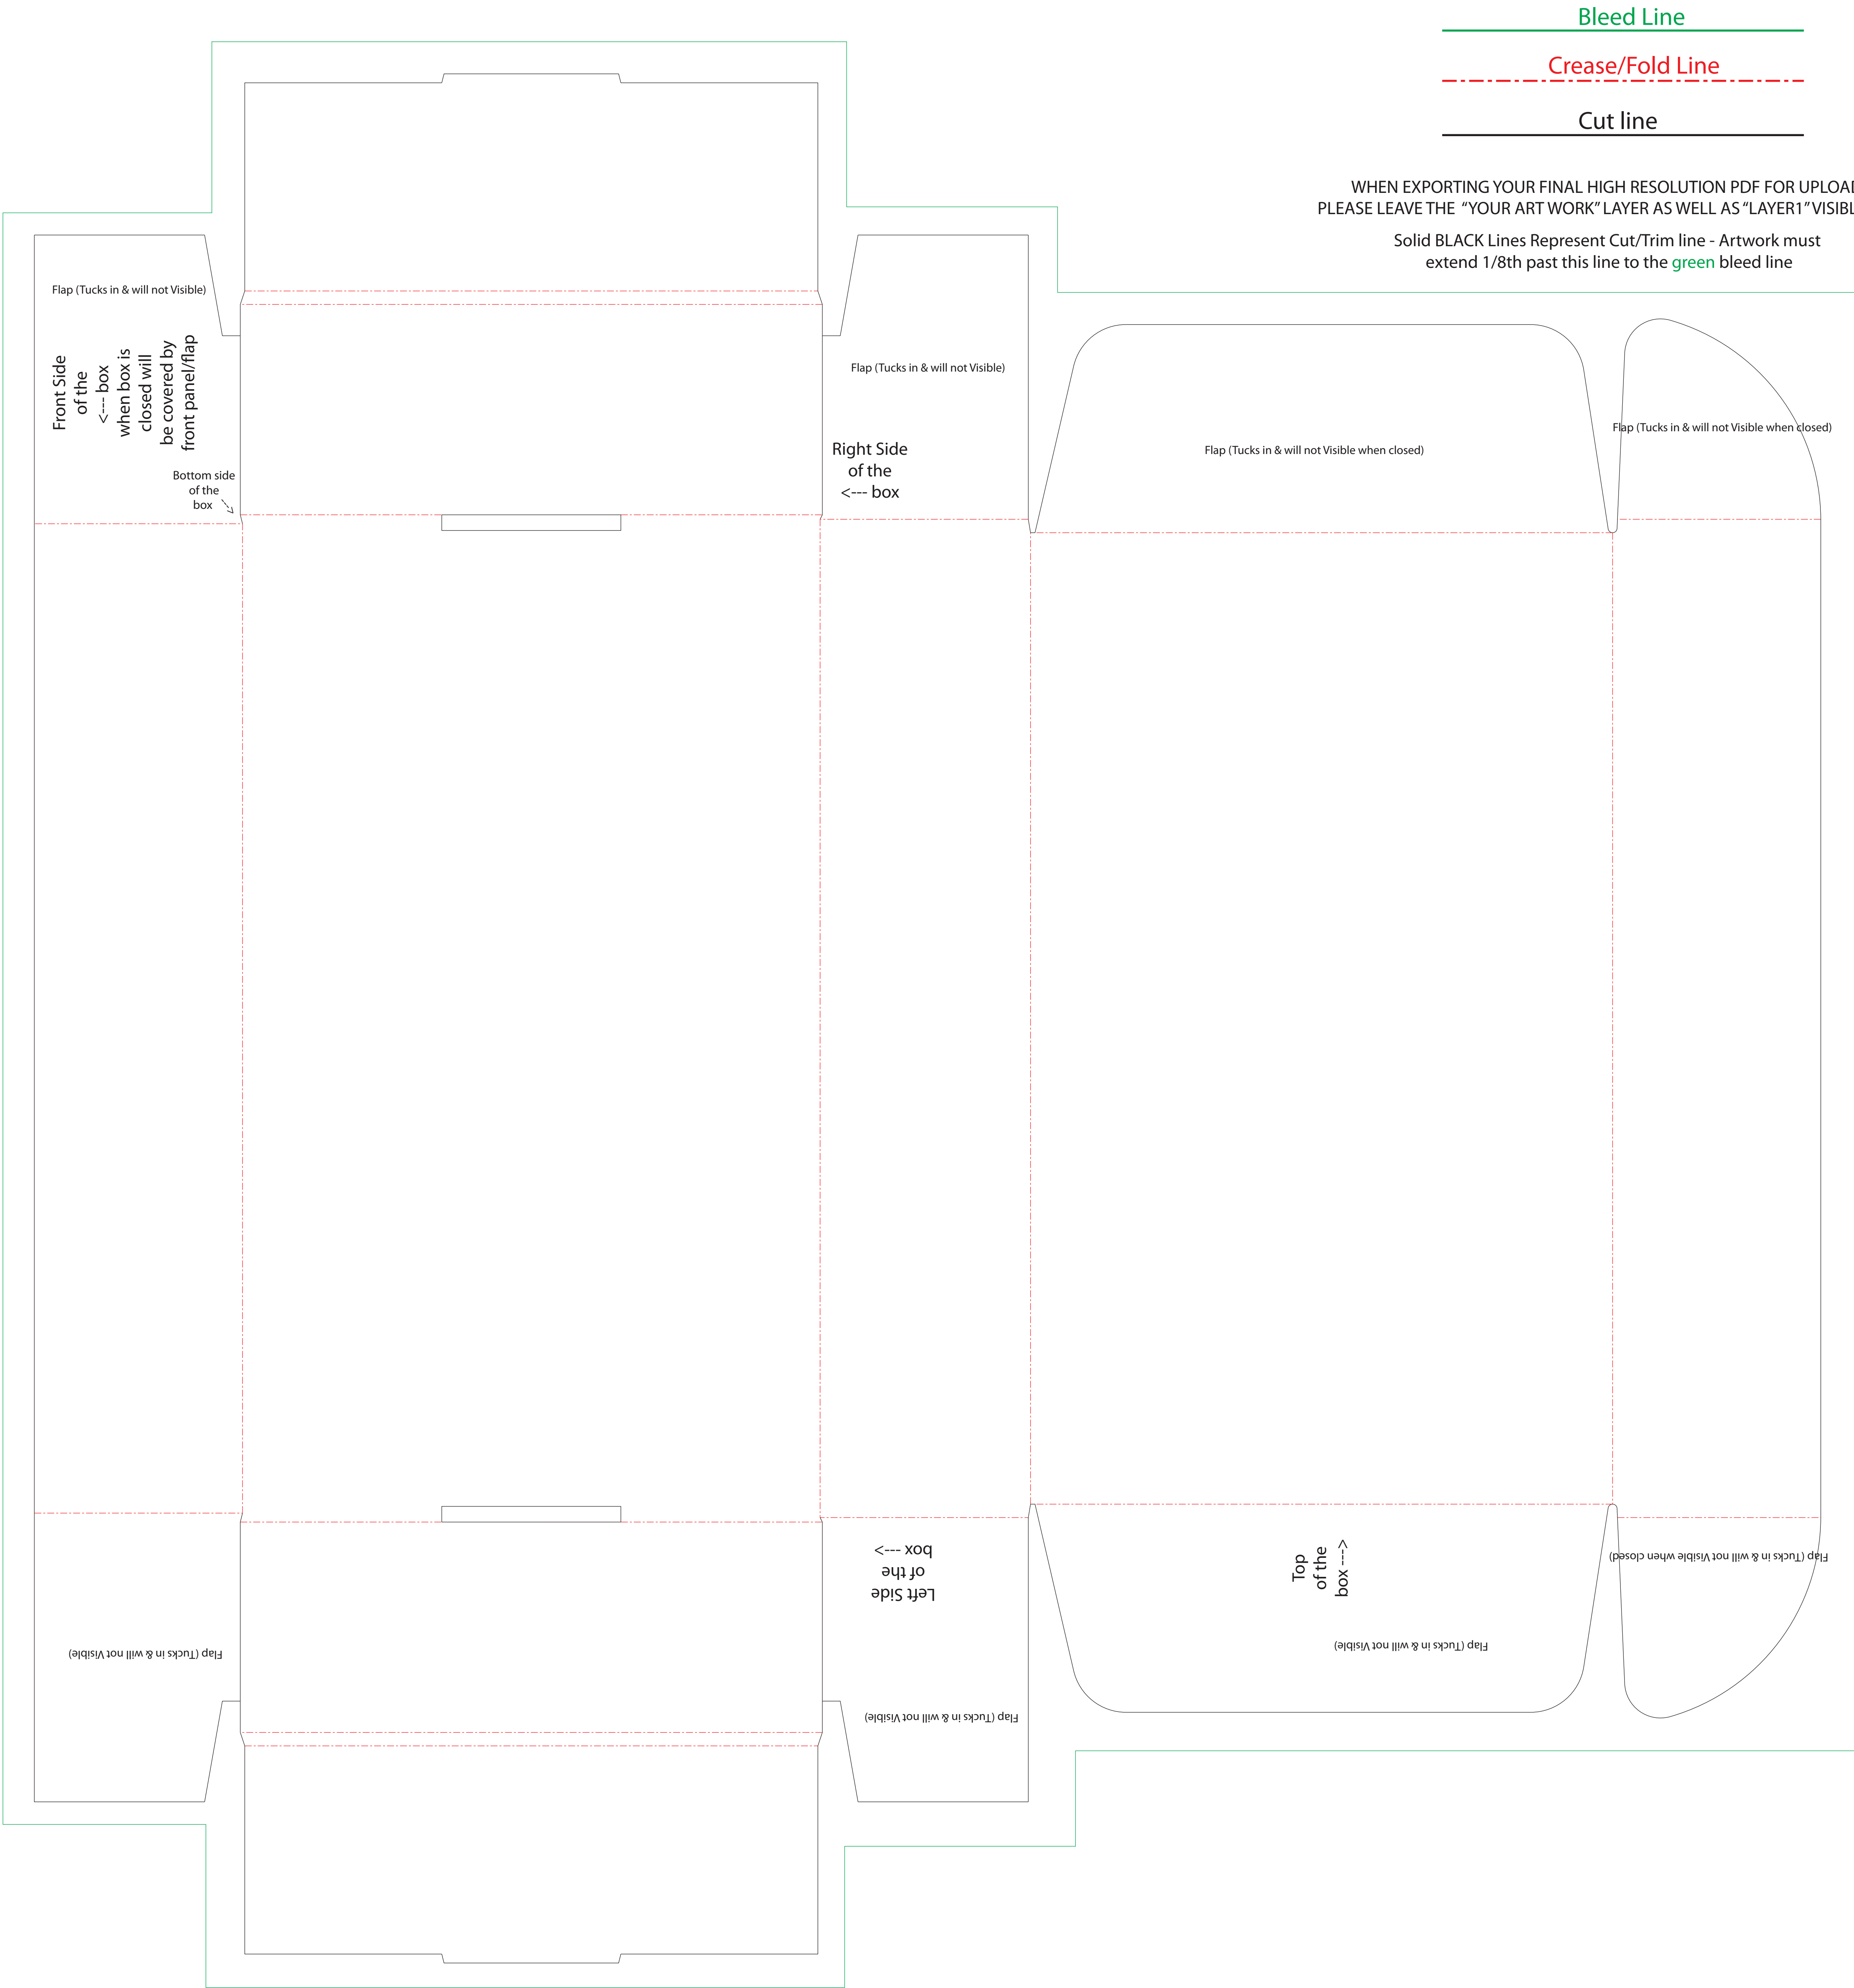 Bleed Line
Crease/Fold Line
Cut line
WHEN EXPORTING YOUR FINAL HIGH RESOLUTION PDF FOR UPLOAD
PLEASE LEAVE THE “YOUR ART WORK” LAYER AS WELL AS “LAYER1” VISIBL
Solid BLACK Lines Represent Cut/Trim line - Artwork must
extend 1/8th past this line to the green bleed line
Flap (Tucks in & will not Visible)
Front Side
of the
<--- box
when box is
closed will
be covered by
front panel/flap
Bottom side
of the
box
Flap (Tucks in & will not Visible)
Right Side
of the
<--- box
Flap (Tucks in & will not Visible when closed)
Flap (Tucks in & will not Visible when closed)
Left Side
of the
box --->
Top
of the
box --->
Flap (Tucks in & will not Visible when closed)
Flap (Tucks in & will not Visible)
Flap (Tucks in & will not Visible)
Flap (Tucks in & will not Visible)